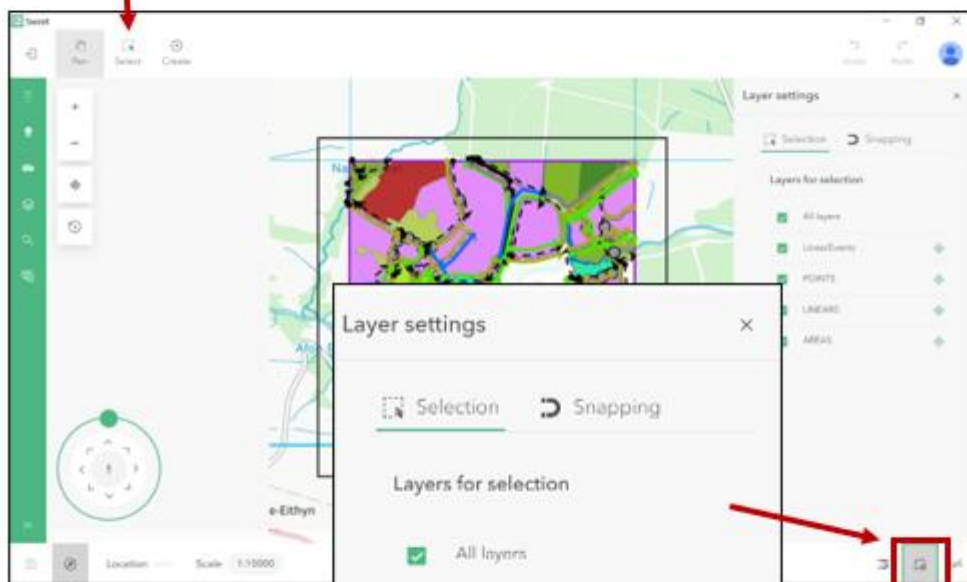 Sweet
Pan
Select
Create
Undo
Redo
Layer settings
Selection
Snapping
Layers for selection
All layers
LinearEvents
POINTS
LINEARS
AREAS
Layer settings
Selection
Snapping
Layers for selection
All layers
e-Eithyn
Location
Scale
1:10000